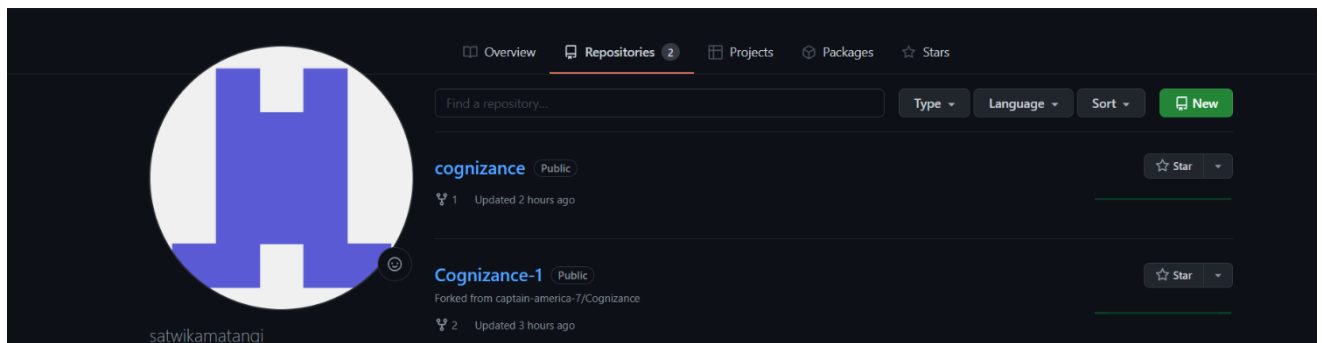 Overview Repositories 2 Projects Packages Stars
Find a repository... Type Language Sort New
cognizance Public Star
1 Updated 2 hours ago
Cognizance-1 Public Star
Forked from captain-america-7/Cognizance
2 Updated 3 hours ago
satwikamatangi